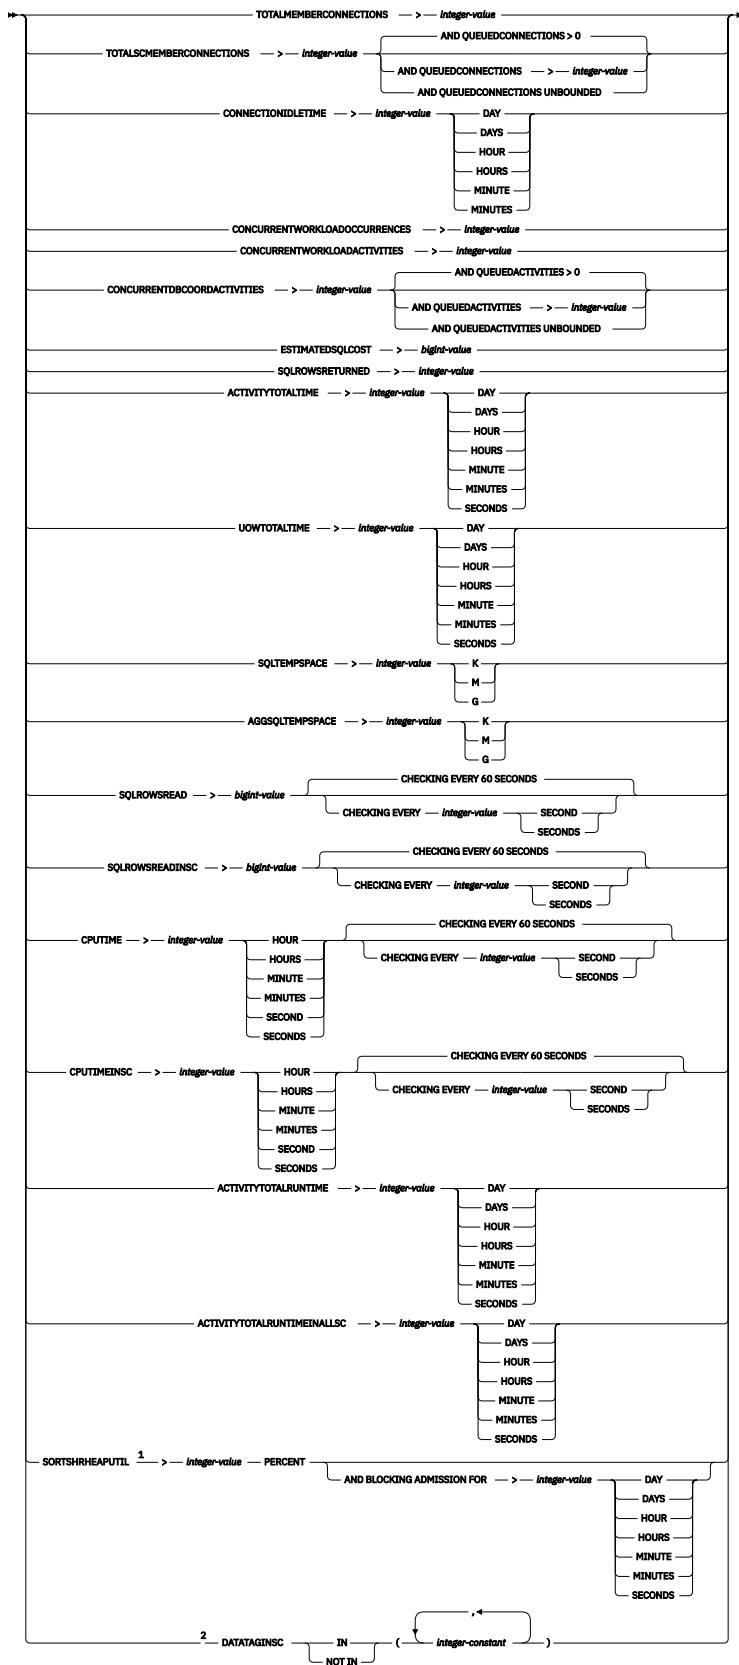 TOTALMEMBERCONNECTIONS > integer-value
AND QUEUEDCONNECTIONS > 0
TOTALSCMEMBERCONNECTIONS > integer-value
AND QUEUEDCONNECTIONS > integer-value
AND QUEUEDCONNECTIONS UNBOUNDED
CONNECTIONIDLETIME > integer-value DAY
DAYS
HOUR
HOURS
MINUTE
MINUTES
CONCURRENTWORKLOADOCCURRENCES > integer-value
CONCURRENTWORKLOADACTIVITIES > integer-value
AND QUEUEDACTIVITIES > 0
CONCURRENTDBCOORDACTIVITIES > integer-value
AND QUEUEDACTIVITIES > integer-value
AND QUEUEDACTIVITIES UNBOUNDED
ESTIMATEDSQLCOST > bigint-value
SQLROWSRETURNED > integer-value
ACTIVITYTOTALTIME > integer-value DAY
DAYS
HOUR
HOURS
MINUTE
MINUTES
SECONDS
UOWTOTALTIME > integer-value DAY
DAYS
HOUR
HOURS
MINUTE
MINUTES
SECONDS
SQLTEMPSPACE > integer-value K
M
G
AGGSQLTEMPSPACE > integer-value K
M
G
CHECKING EVERY 60 SECONDS
SQLROWSREAD > bigint-value
CHECKING EVERY integer-value SECOND
SECONDS
CHECKING EVERY 60 SECONDS
SQLROWSREADINSC > bigint-value
CHECKING EVERY integer-value SECOND
SECONDS
CHECKING EVERY 60 SECONDS
CPUTIME > integer-value HOUR
HOURS CHECKING EVERY integer-value SECOND
MINUTE SECONDS
MINUTES
SECOND
SECONDS
CHECKING EVERY 60 SECONDS
CPUTIMEINSC > integer-value HOUR
HOURS CHECKING EVERY integer-value SECOND
MINUTE SECONDS
MINUTES
SECOND
SECONDS
ACTIVITYTOTALRUNTIME > integer-value DAY
DAYS
HOUR
HOURS
MINUTE
MINUTES
SECONDS
ACTIVITYTOTALRUNTIMEINALLSC > integer-value DAY
DAYS
HOUR
HOURS
MINUTE
MINUTES
SECONDS
SORTSHRHEAPUTIL 1 > integer-value PERCENT
AND BLOCKING ADMISSION FOR > integer-value DAY
DAYS
HOUR
HOURS
MINUTE
MINUTES
SECONDS
,
2 DATATAGINSC IN ( integer-constant )
NOT IN